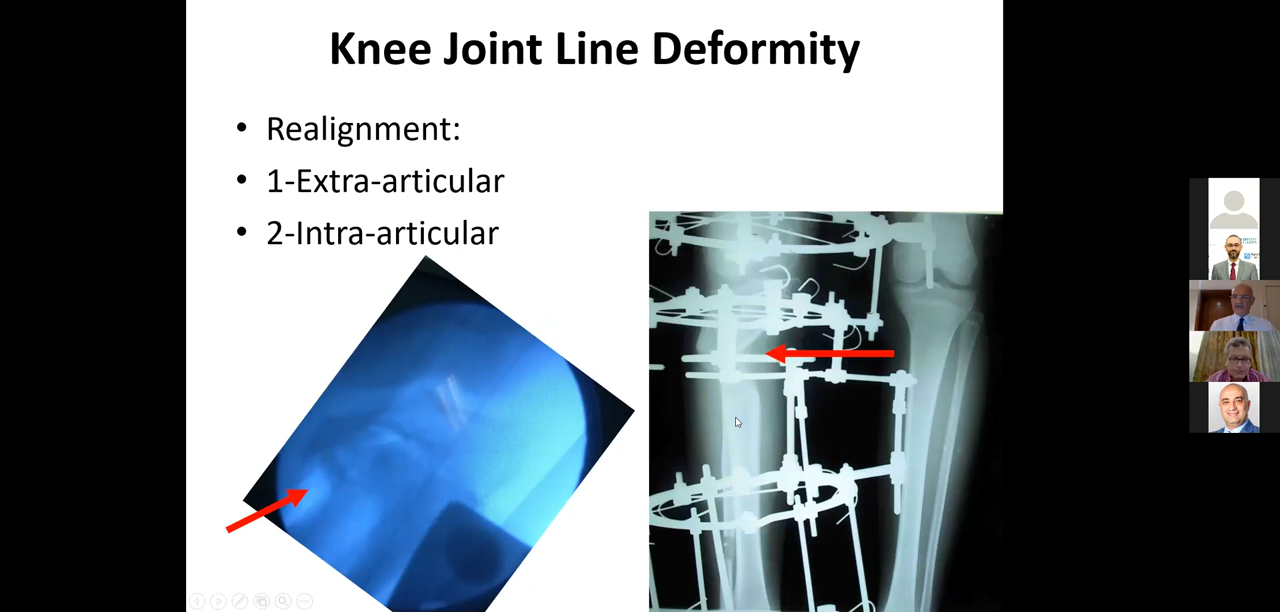 Knee Joint Line Deformity
• Realignment:
• 1-Extra-articular
• 2-Intra-articular